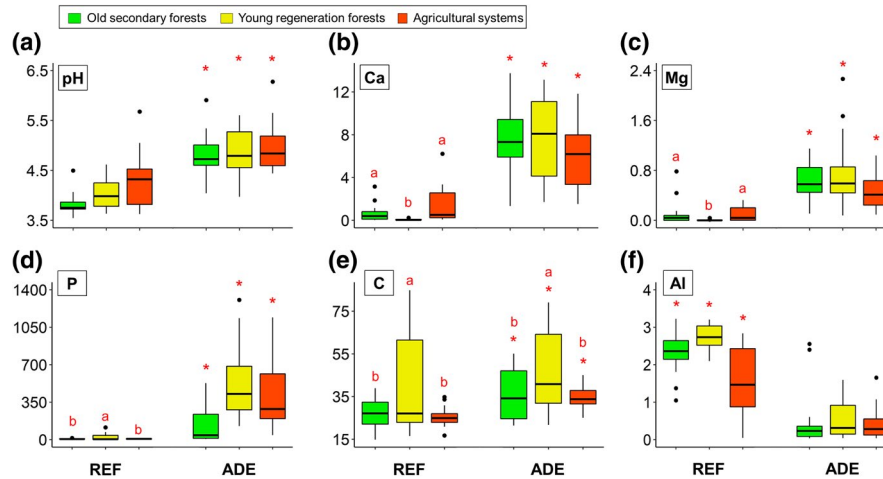 Old secondary forests Young regeneration forests Agricultural systems
(a) (b) (c)
6.5 pH * * *
12 Ca * * *
2.4 Mg *
5.5
8 a a
1.6 * *
4.5
4 a b
0.8 a b a
3.5
0
0.0
(d) (e) (f)
1400 P * *
C a a
4 Al * * *
1050
75 b * b
3
700 *
55 * *
2
350 b a b
35 b b
1
0
15
0
REF ADE REF ADE REF ADE